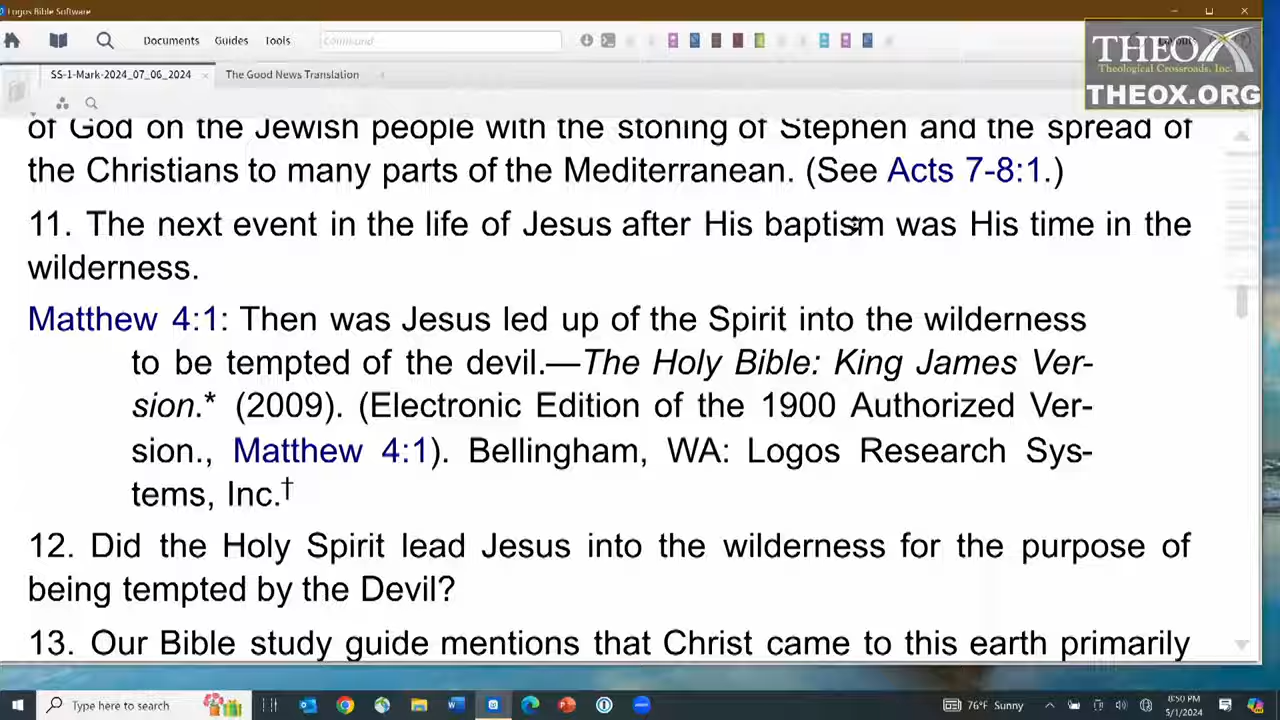 Logos Bible Software
Documents Guides Tools Command
THEOX
Theological Crossroads, Inc.
THEOX.ORG
SS-1-Mark-2024_07_06_2024 The Good News Translation
of God on the Jewish people with the stoning of Stephen and the spread of
the Christians to many parts of the Mediterranean. (See Acts 7-8:1.)
11. The next event in the life of Jesus after His baptism was His time in the
wilderness.
Matthew 4:1: Then was Jesus led up of the Spirit into the wilderness
to be tempted of the devil.—The Holy Bible: King James Ver-
sion.* (2009). (Electronic Edition of the 1900 Authorized Ver-
sion., Matthew 4:1). Bellingham, WA: Logos Research Sys-
tems, Inc.†
12. Did the Holy Spirit lead Jesus into the wilderness for the purpose of
being tempted by the Devil?
13. Our Bible study guide mentions that Christ came to this earth primarily
Type here to search
76°F Sunny
8:50 PM
5/1/2024